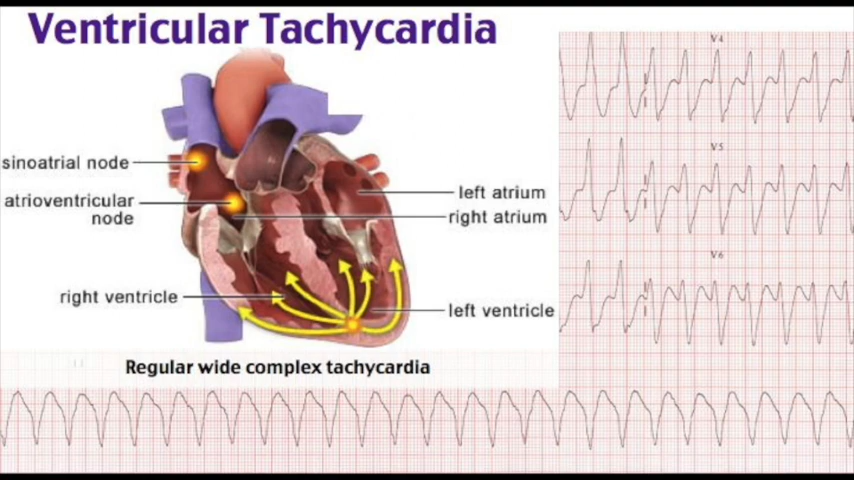 Ventricular Tachycardia
V4
sinoatrial node
V5
atrioventricular
node
left atrium
right atrium
V6
right ventricle
left ventricle
Regular wide complex tachycardia